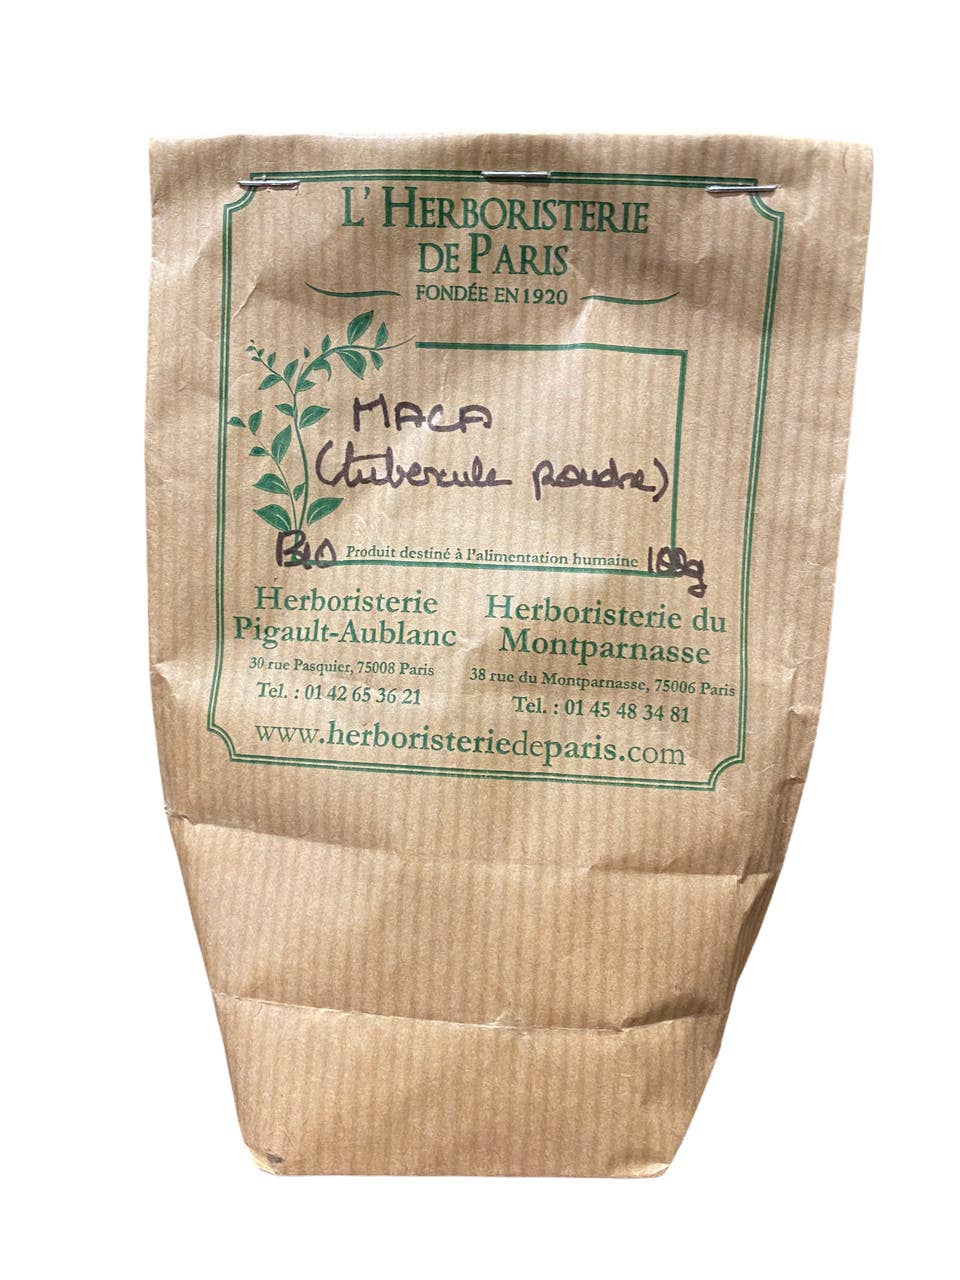 L' HERBORISTERIE
DE PARIS
FONDÉE EN 1920
MACA
(tubercule poudre)
BIO Produit destiné à l'alimentation humaine 100g
Herboristerie
Pigault-Aublanc
30 rue Pasquier, 75008 Paris
Tel. : 01 42 65 36 21
Herboristerie du
Montparnasse
38 rue du Montparnasse, 75006 Paris
Tel. : 01 45 48 34 81
www.herboristeriedeparis.com